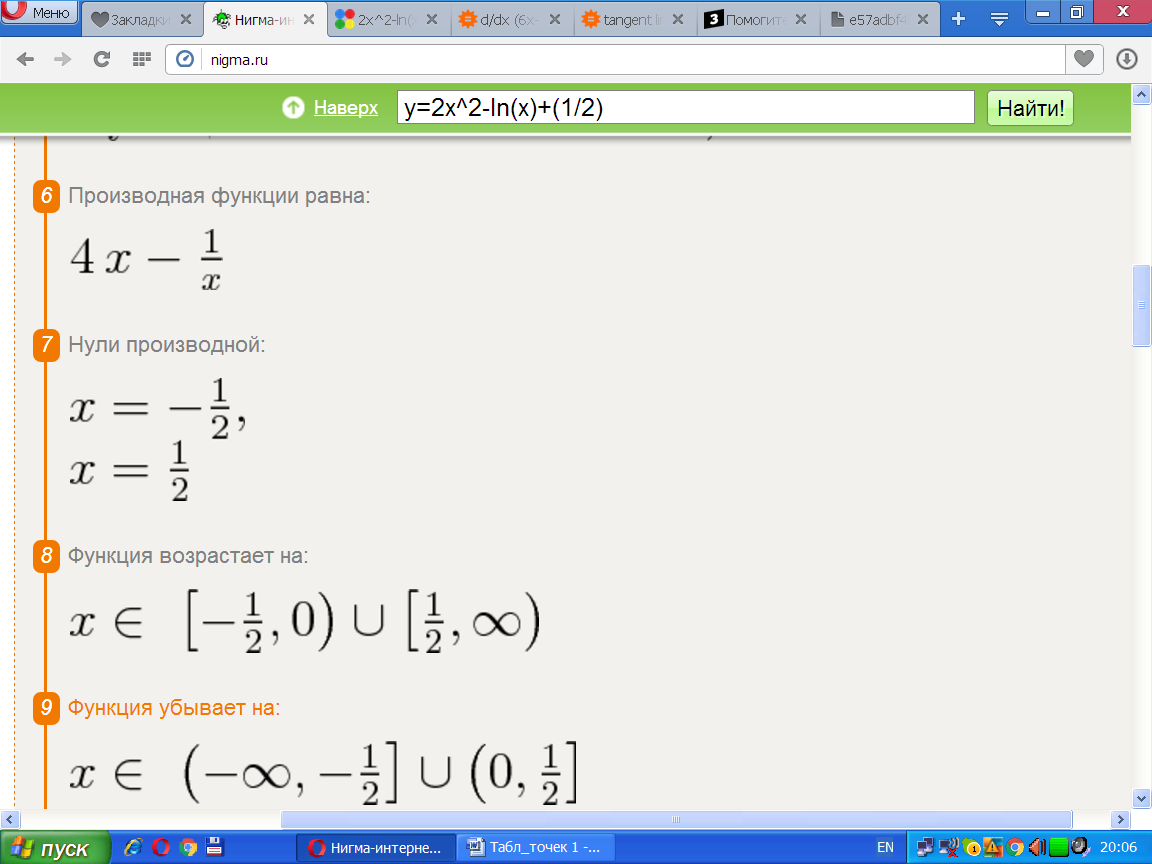 Меню
Закладки
Нигма-ин
2x^2-ln(
d/dx (6x-
tangent li
Помогите
e57adbf4
nigma.ru
Наверх
y=2x^2-ln(x)+(1/2)
Найти!
6 Производная функции равна:
4 x − 1/x
7 Нули производной:
x = −1/2,
x = 1/2
8 Функция возрастает на:
x ∈ [−1/2, 0) ∪ [1/2, ∞)
9 Функция убывает на:
x ∈ (−∞, −1/2] ∪ (0, 1/2]
пуск
Нигма-интерне...
Табл_точек 1 -...
EN
20:06